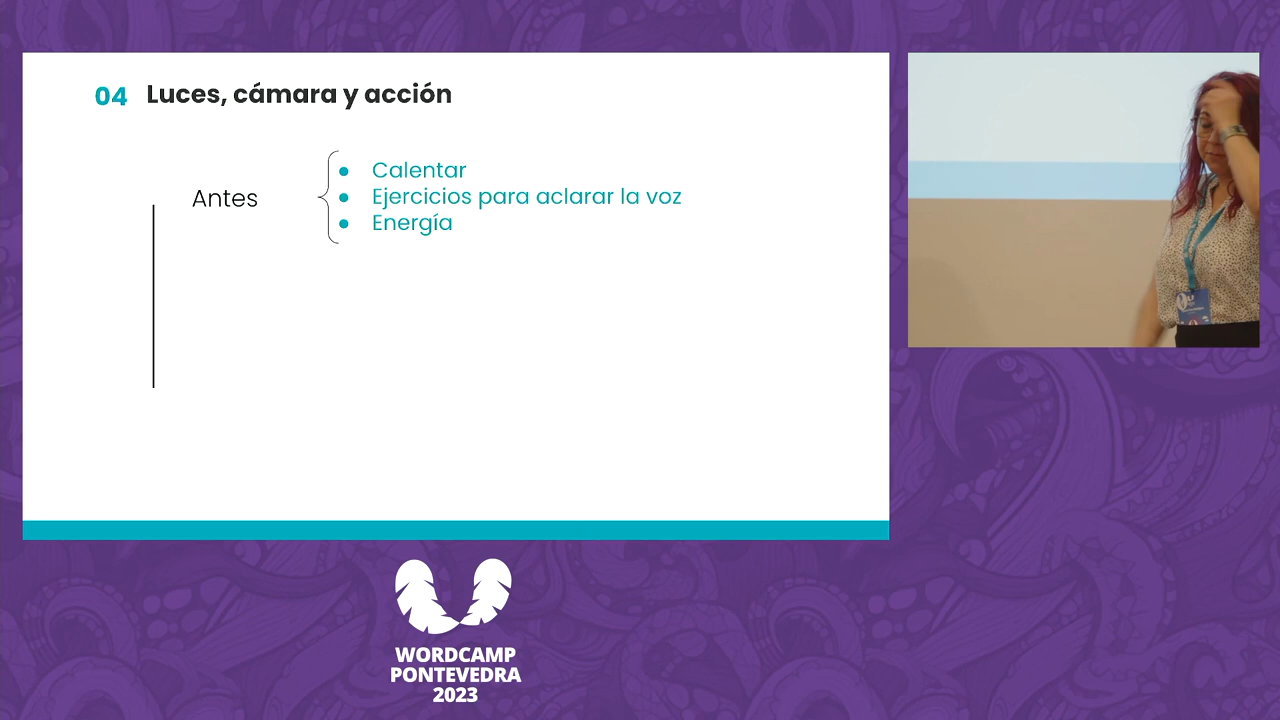 04 Luces, cámara y acción
Antes
Calentar
Ejercicios para aclarar la voz
Energía
WORDCAMP
PONTEVEDRA
2023